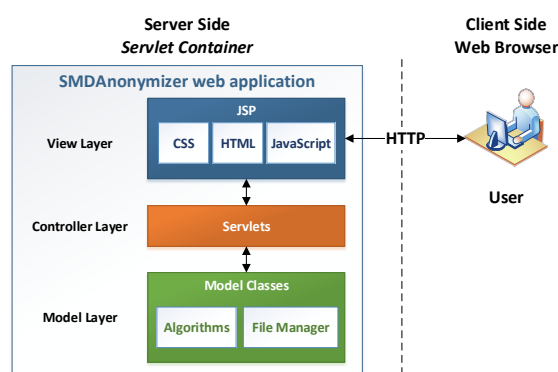 Server Side
Servlet Container
Client Side
Web Browser
SMDAnonymizer web application
JSP
View Layer
CSS
HTML
JavaScript
HTTP
User
Controller Layer
Servlets
Model Classes
Model Layer
Algorithms
File Manager